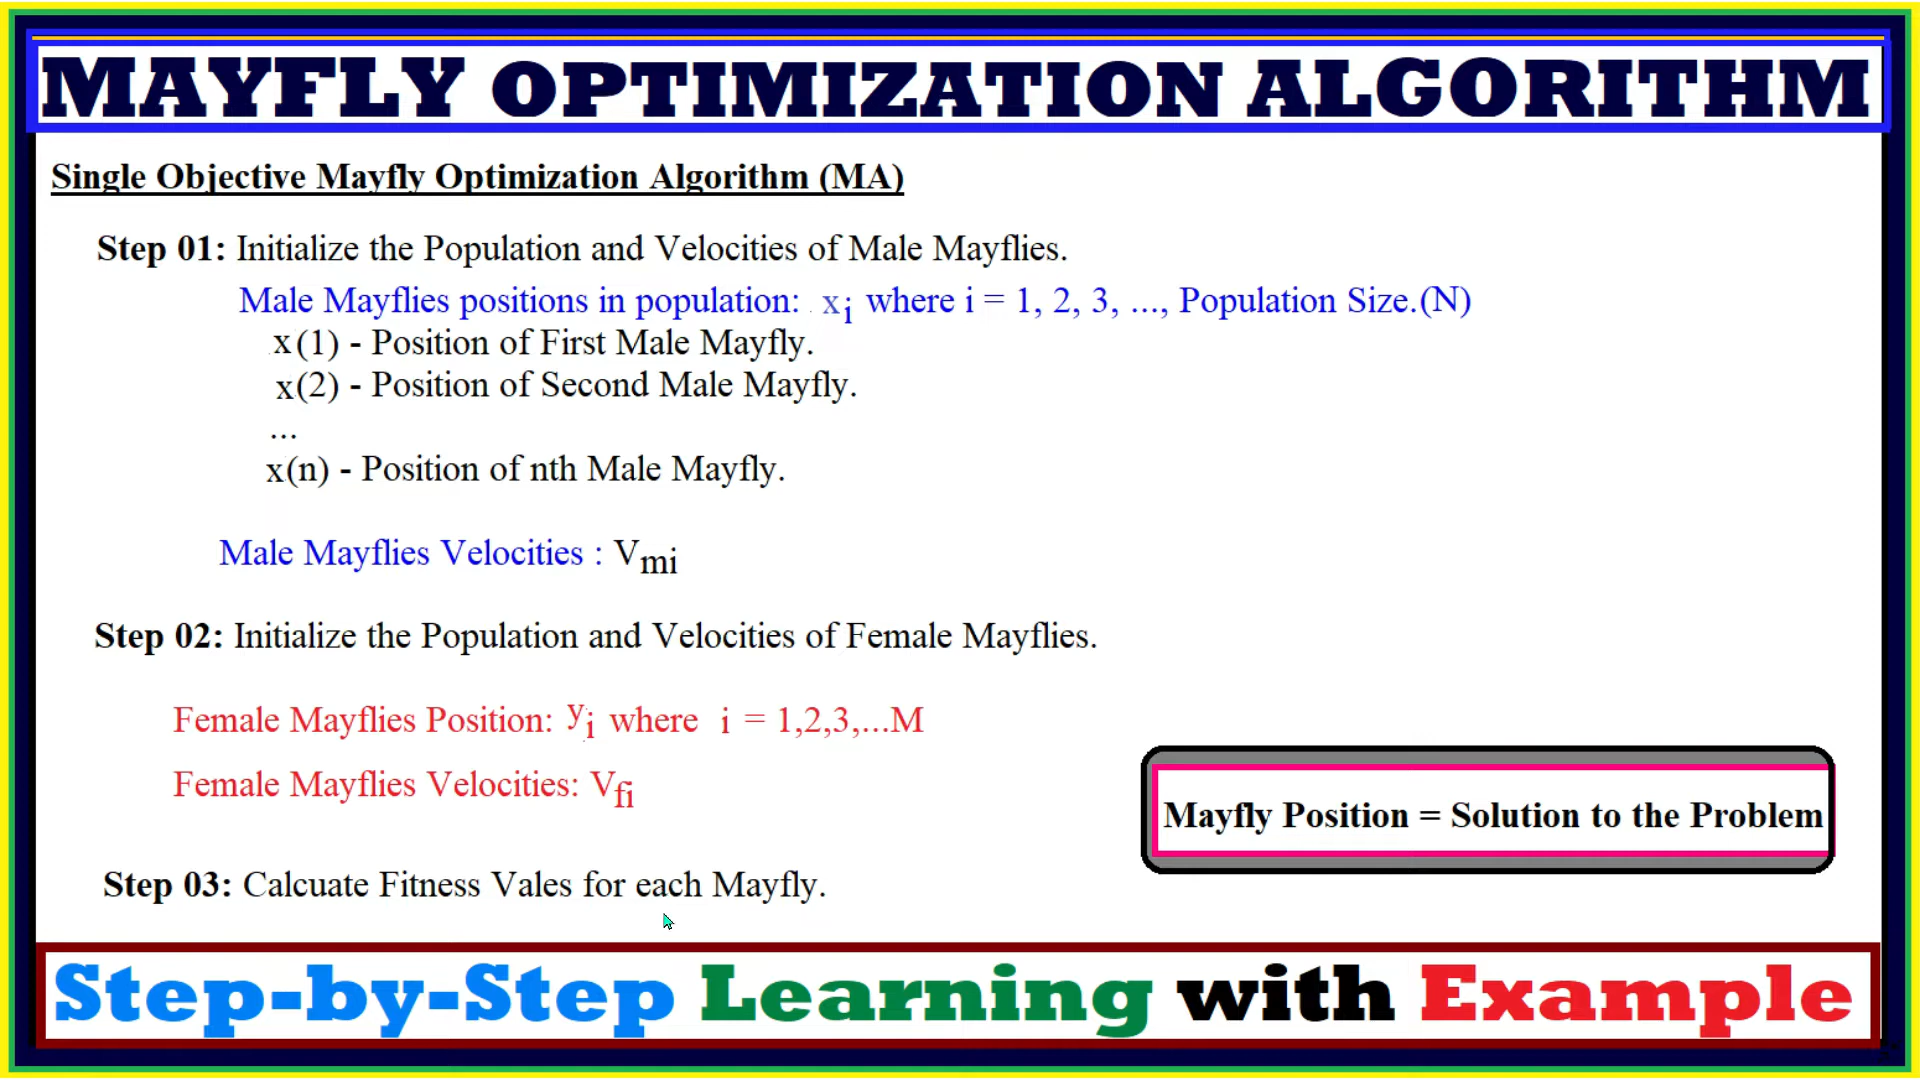 MAYFLY OPTIMIZATION ALGORITHM
Single Objective Mayfly Optimization Algorithm (MA)
Step 01: Initialize the Population and Velocities of Male Mayflies.
Male Mayflies positions in population: xi where i = 1, 2, 3, ..., Population Size.(N)
x(1) - Position of First Male Mayfly.
x(2) - Position of Second Male Mayfly.
...
x(n) - Position of nth Male Mayfly.
Male Mayflies Velocities : Vmi
Step 02: Initialize the Population and Velocities of Female Mayflies.
Female Mayflies Position: yi where i = 1,2,3,...M
Female Mayflies Velocities: Vfi
Mayfly Position = Solution to the Problem
Step 03: Calcuate Fitness Vales for each Mayfly.
Step-by-Step Learning with Example